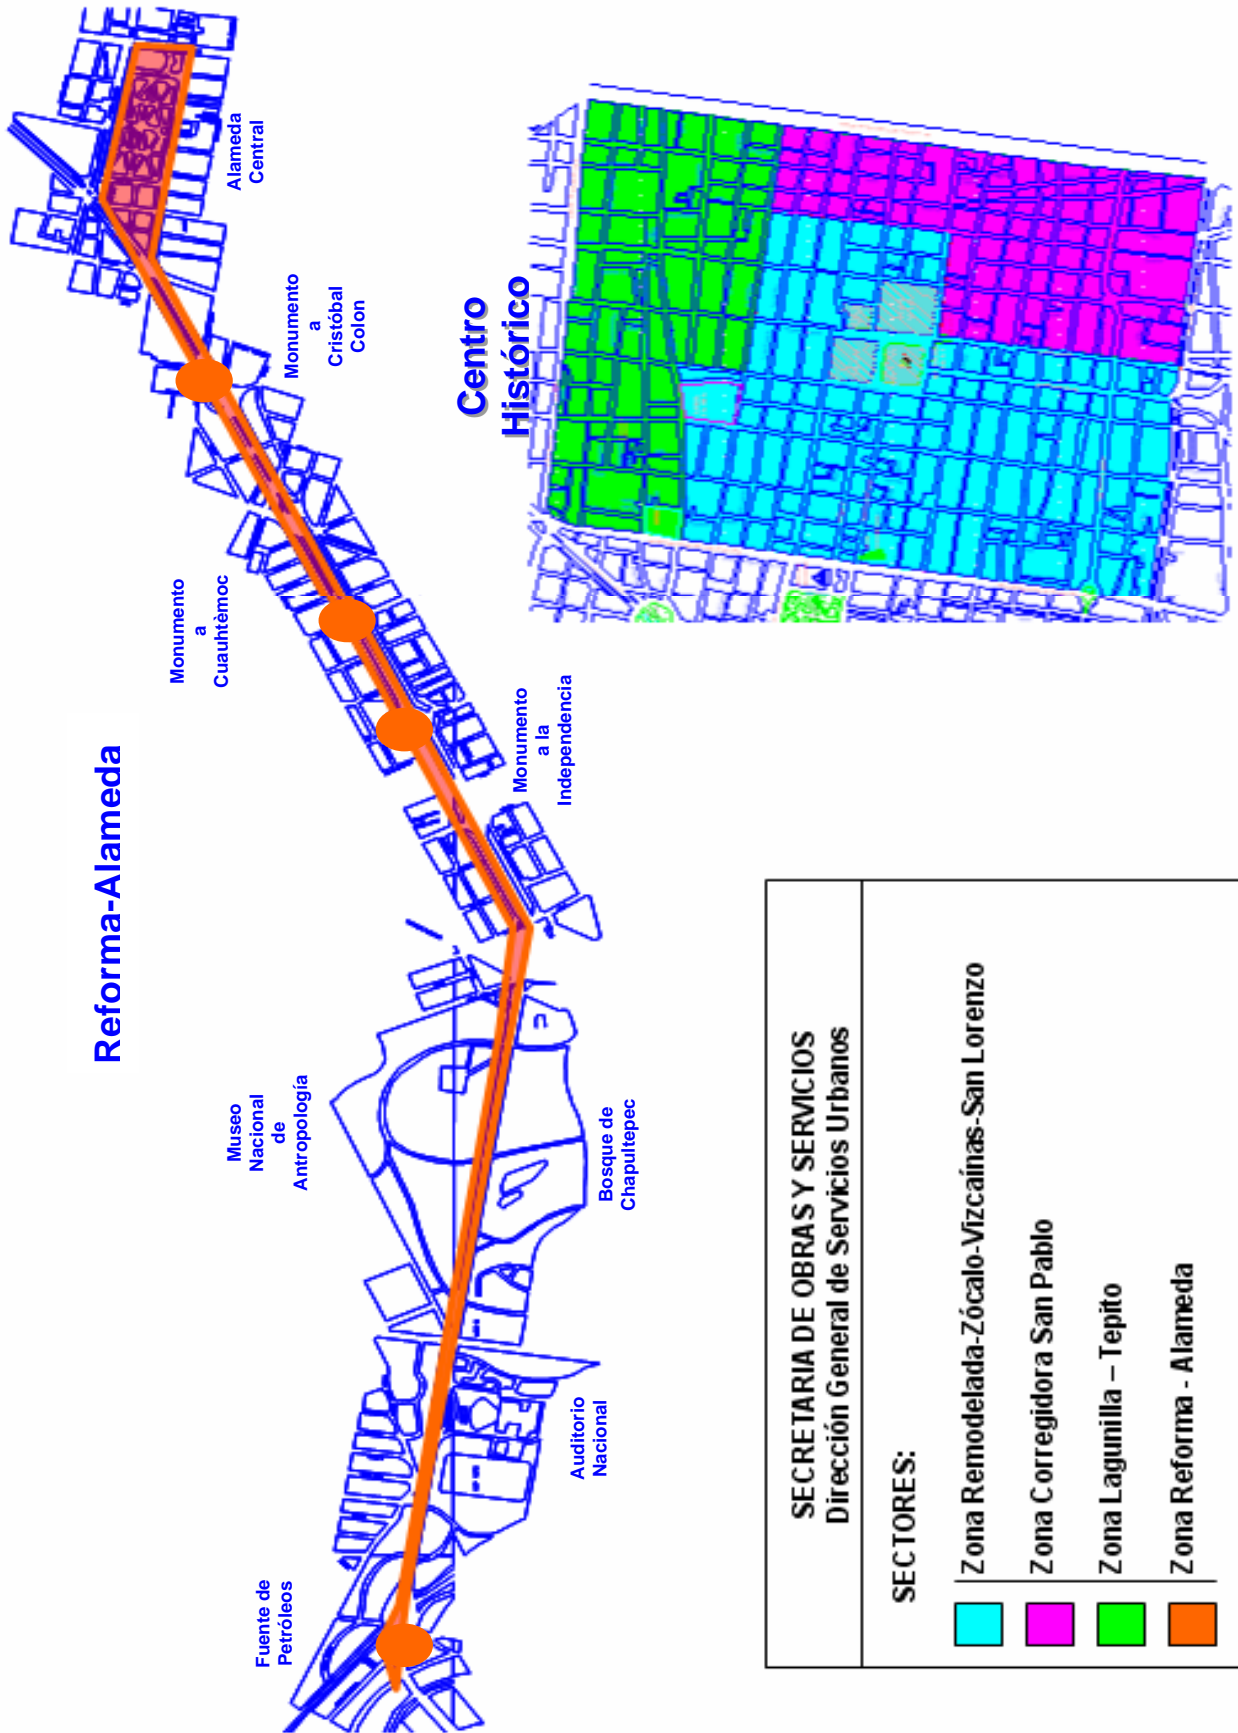 Reforma-Alameda
Fuente de
Petróleos
Auditorio
Nacional
Museo
Nacional
de
Antropología
Bosque de
Chapultepec
Monumento
a la
Independencia
Monumento
a
Cuauhtèmoc
Monumento
a
Cristóbal
Colon
Alameda
Central
Centro
Histórico
SECRETARIA DE OBRAS Y SERVICIOS
Dirección General de Servicios Urbanos
SECTORES:
Zona Remodelada-Zócalo-Vizcaínas-San Lorenzo
Zona Corregidora San Pablo
Zona Lagunilla – Tepito
Zona Reforma - Alameda